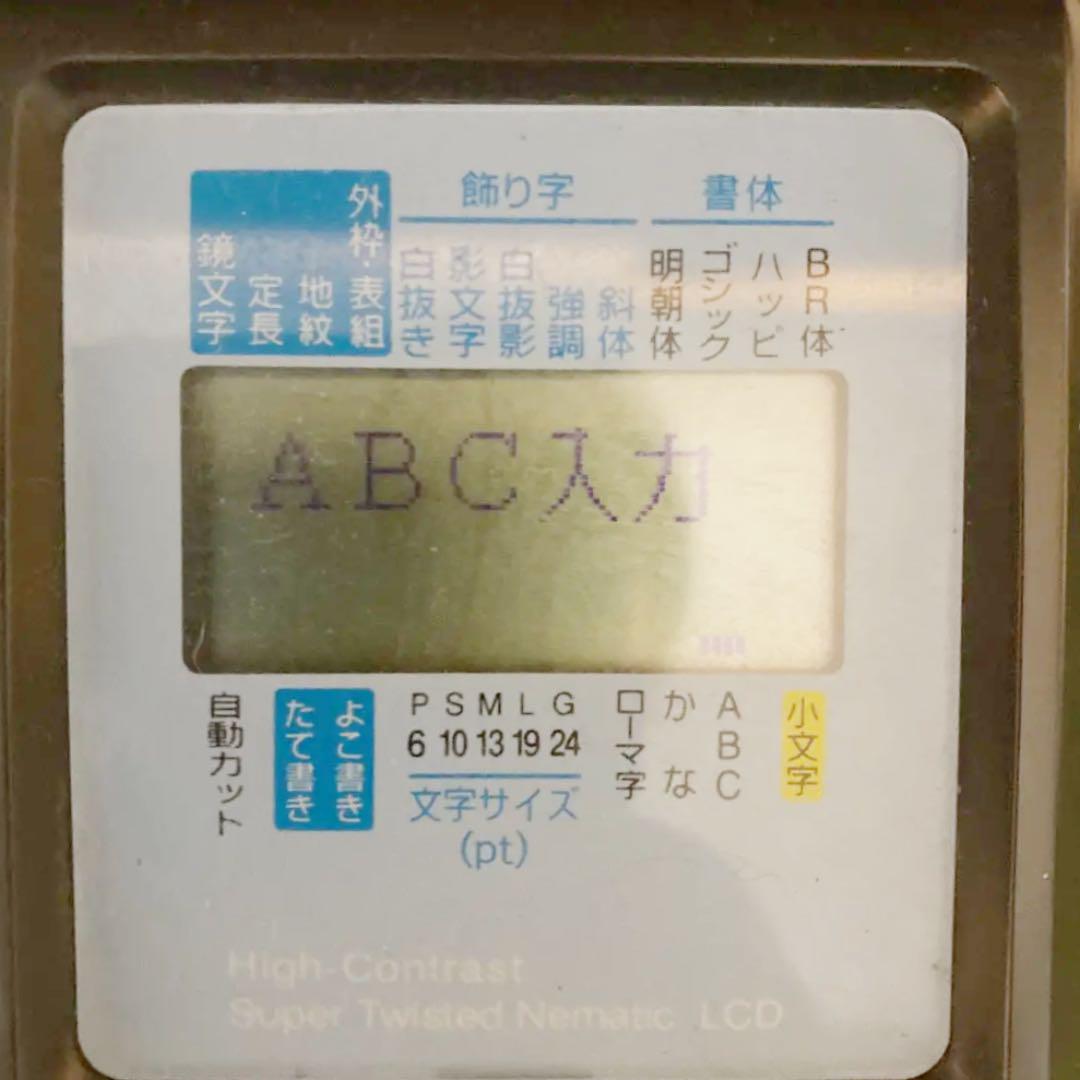 飾り字 書体
鏡文字 定長 地紋 外枠・表組 白抜き 影文字 白抜影 強調 斜体 明朝体 ゴシック ハッピ BR体
ABC入力
自動カット たて書き よこ書き
P S M L G
6 10 13 19 24
文字サイズ
(pt)
ローマ字 かな ABC 小文字
High-Contrast
Super Twisted Nematic LCD